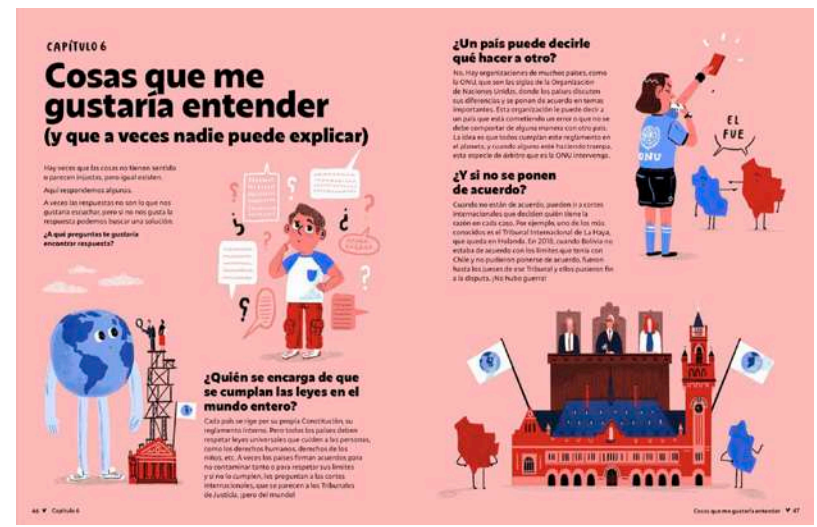 CAPÍTULO 6
Cosas que me
gustaría entender
(y que a veces nadie puede explicar)
Hay veces que las cosas no tienen sentido
o parecen injustas, pero igual existen.
Aquí respondemos algunas.
A veces las respuestas no son lo que nos
gustaría escuchar, pero si no nos gusta la
respuesta podemos buscar una solución.
¿A qué preguntas te gustaría
encontrar respuesta?
¿Quién se encarga de que
se cumplan las leyes en el
mundo entero?
Cada país se rige por su propia Constitución, su
reglamento interno. Pero todos los países deben
respetar leyes universales que cuiden a las personas,
como los derechos humanos, derechos de los
niños, etc. A veces los países firman acuerdos para
no contaminar tanto o para respetar sus límites
y si no lo cumplen, les preguntan a las cortes
internacionales, que se parecen a los Tribunales
de Justicia, ¡pero del mundo!
46 ♥ Capítulo 6
¿Un país puede decirle
qué hacer a otro?
No. Hay organizaciones de muchos países, como
la ONU, que son las siglas de la Organización
de Naciones Unidas, donde los países discuten
sus diferencias y se ponen de acuerdo en temas
importantes. Esta organización le puede decir a
un país que está cometiendo un error o que no se
debe comportar de alguna manera con otro país.
La idea es que todos cumplan este reglamento en
el planeta, y cuando alguien esté haciendo trampa,
esta especie de árbitro que es la ONU intervenga.
¿Y si no se ponen
de acuerdo?
Cuando no están de acuerdo, pueden ir a cortes
internacionales que deciden quién tiene la
razón en cada caso. Por ejemplo, uno de los más
conocidos es el Tribunal Internacional de La Haya,
que queda en Holanda. En 2018, cuando Bolivia no
estaba de acuerdo con los límites que tenía con
Chile y no pudieron ponerse de acuerdo, fueron
hasta los jueces de ese Tribunal y ellos pusieron fin
a la disputa. ¡No hubo guerra!
ONU
EL
FUE
Cosas que me gustaría entender ♥ 47